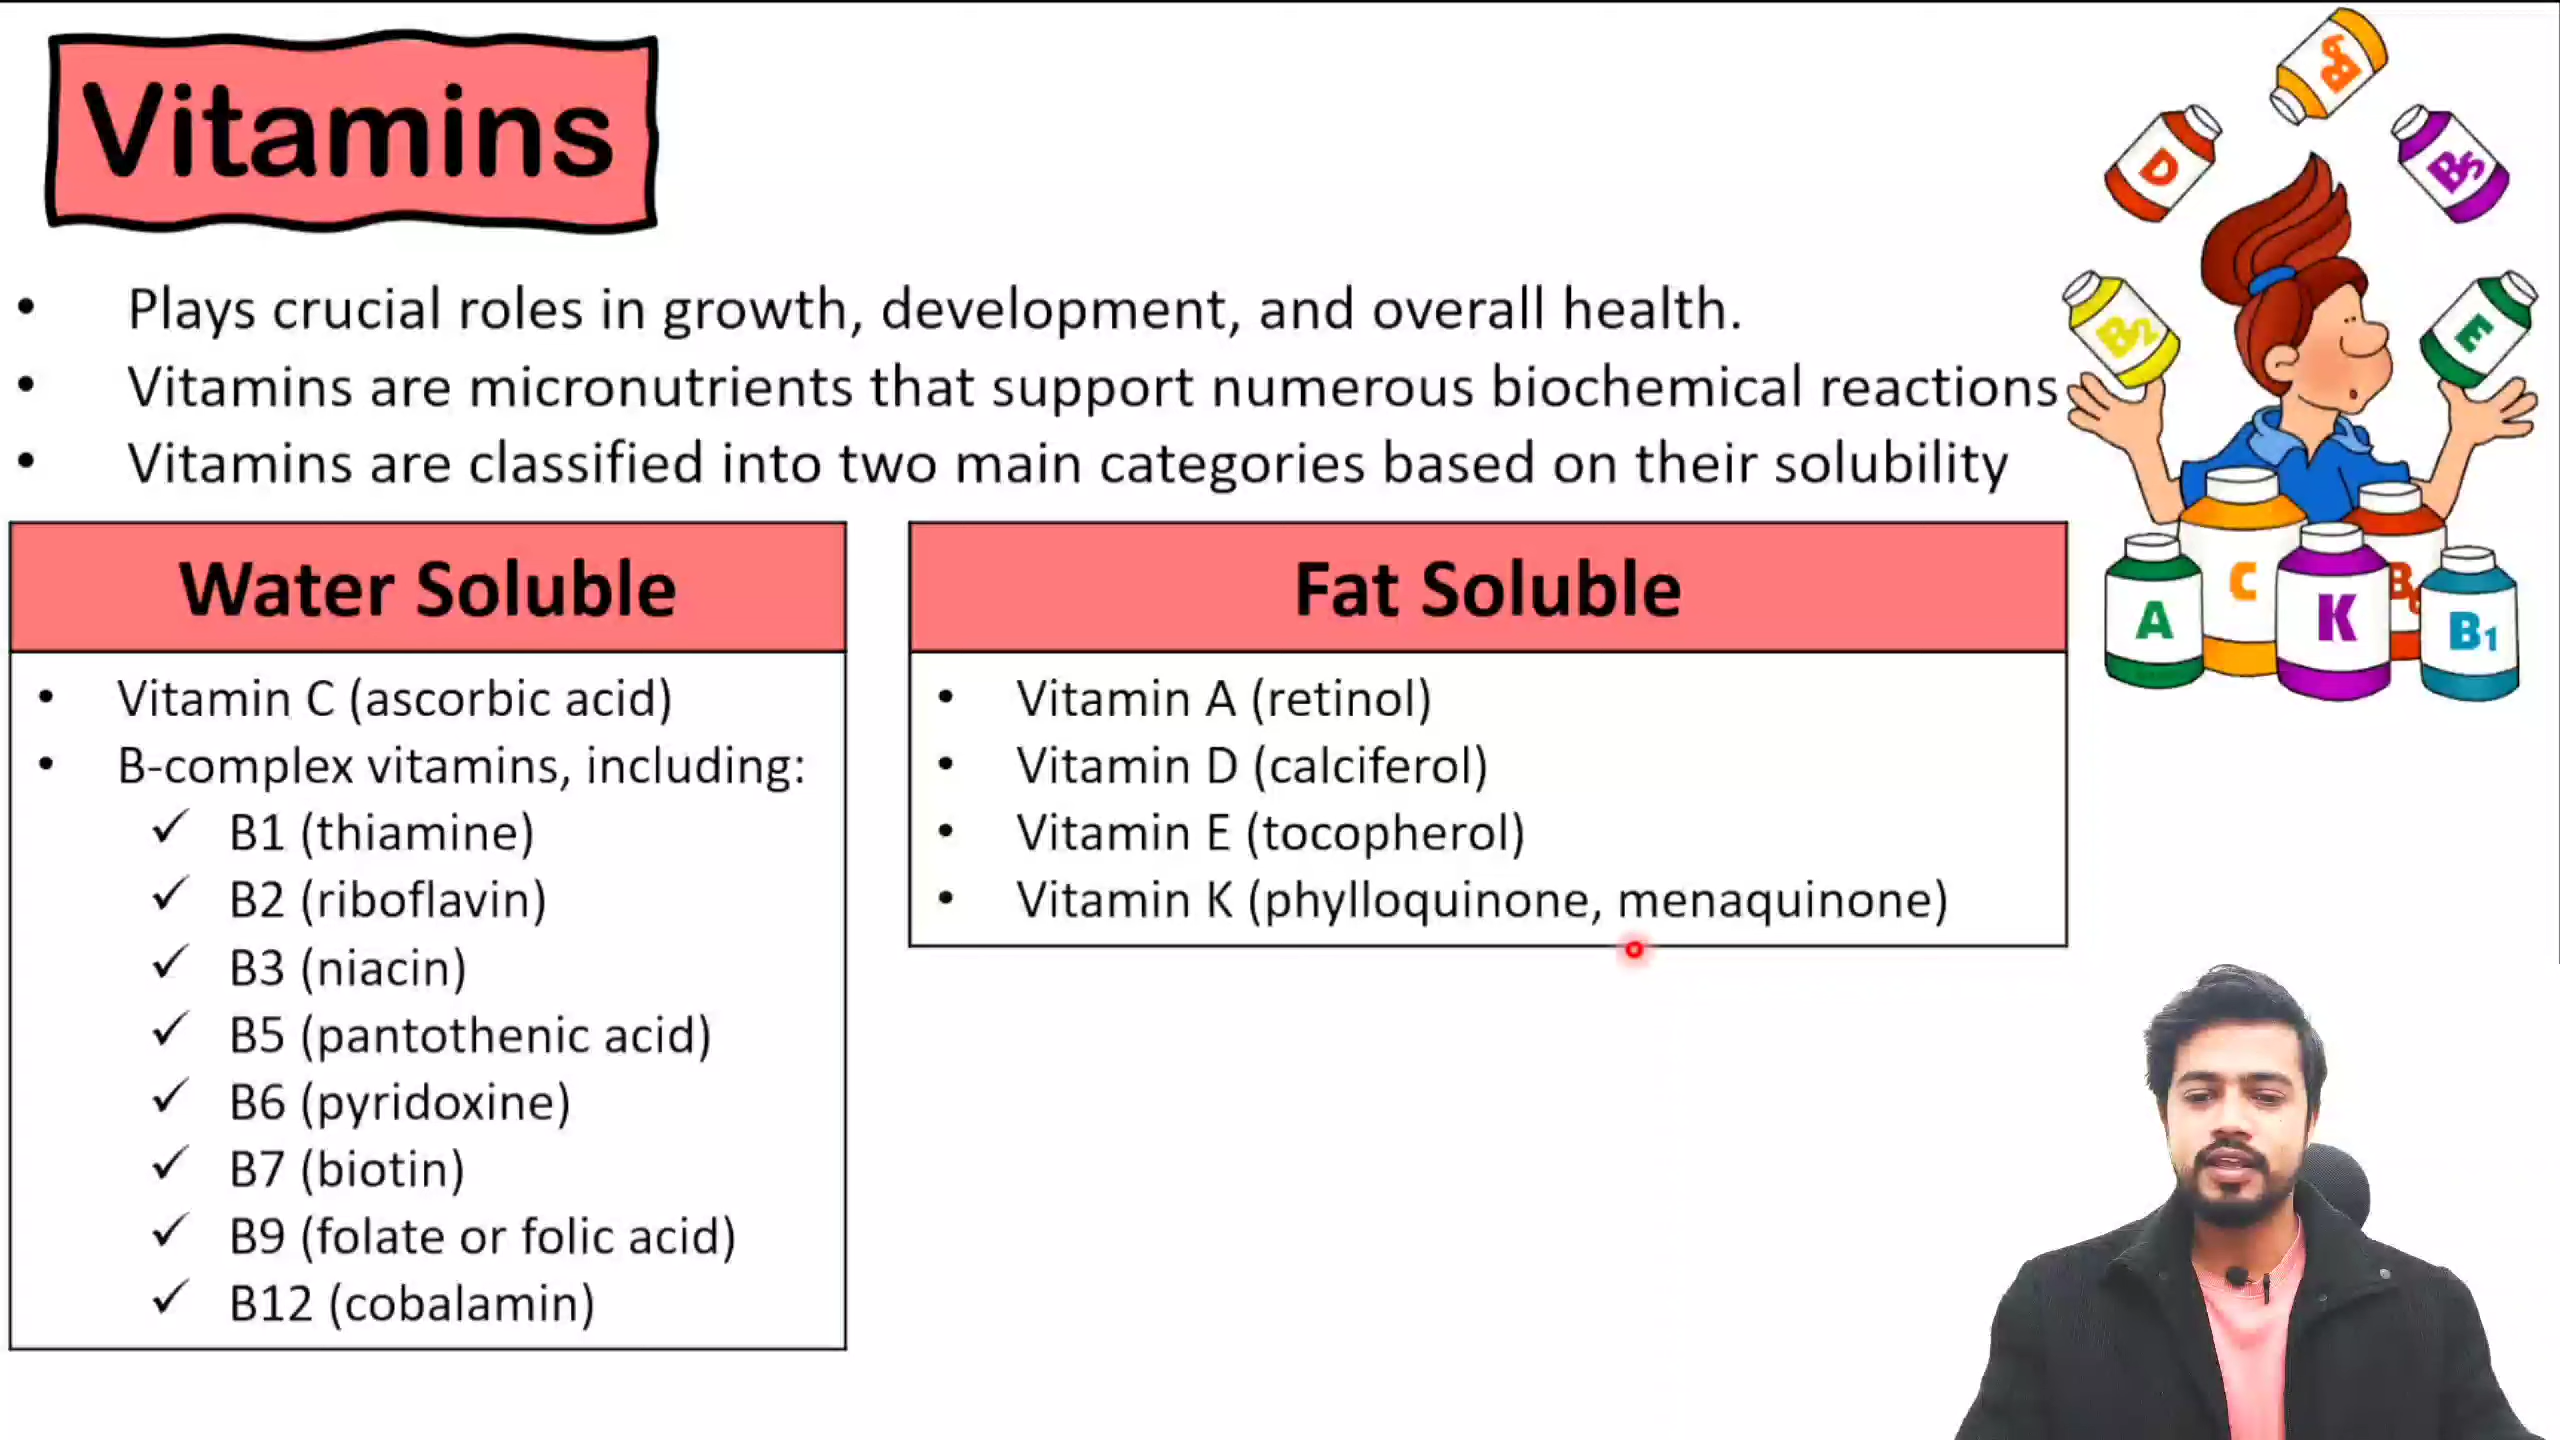 Vitamins
• Plays crucial roles in growth, development, and overall health.
• Vitamins are micronutrients that support numerous biochemical reactions
• Vitamins are classified into two main categories based on their solubility
Water Soluble
• Vitamin C (ascorbic acid)
• B-complex vitamins, including:
✓ B1 (thiamine)
✓ B2 (riboflavin)
✓ B3 (niacin)
✓ B5 (pantothenic acid)
✓ B6 (pyridoxine)
✓ B7 (biotin)
✓ B9 (folate or folic acid)
✓ B12 (cobalamin)
Fat Soluble
• Vitamin A (retinol)
• Vitamin D (calciferol)
• Vitamin E (tocopherol)
• Vitamin K (phylloquinone, menaquinone)
D
B5
B2
E
A
C
K
B1